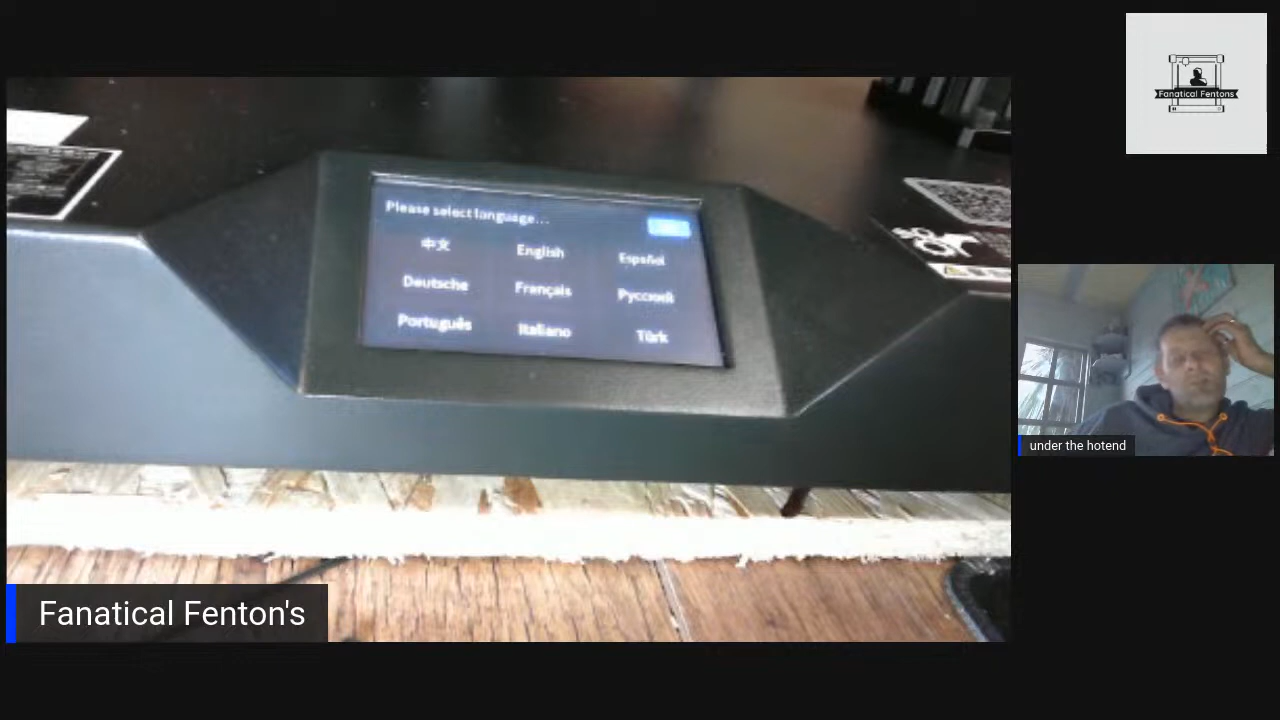 Fanatical Fentons
Please select language...
中文 English Español
Deutsche Français Русский
Português Italiano Türk
under the hotend
Fanatical Fenton's